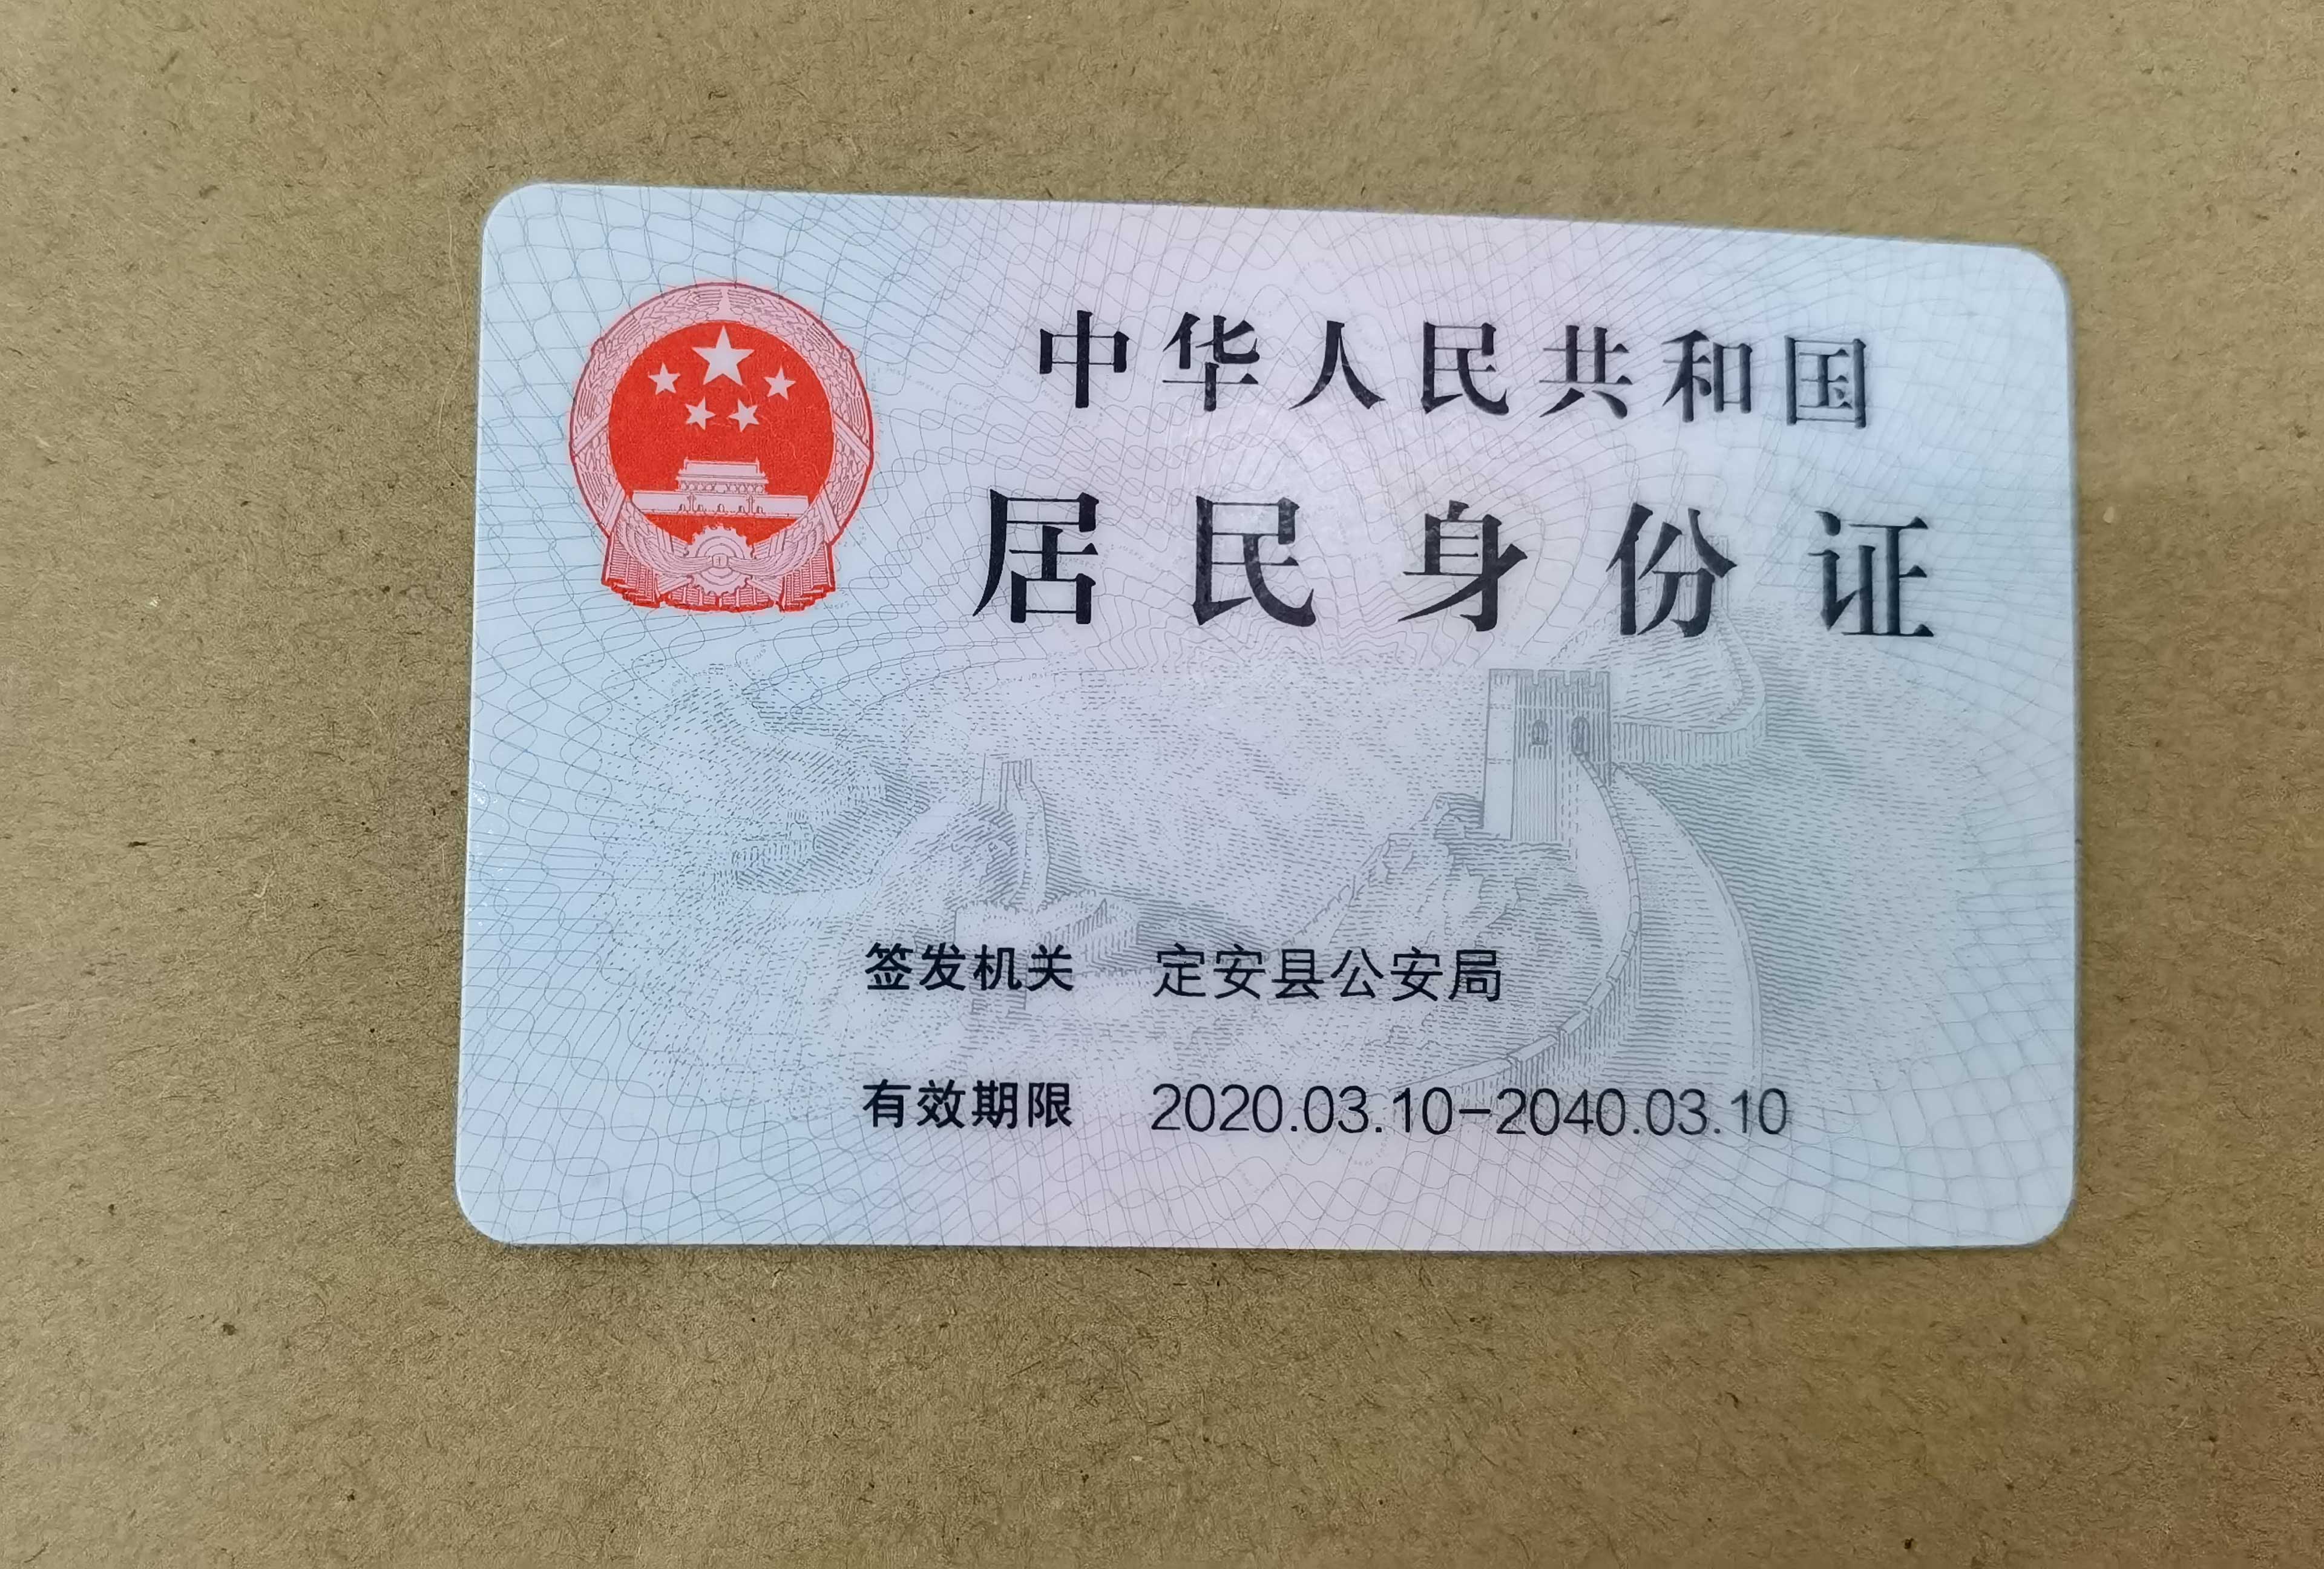 中华人民共和国
居民身份证
签发机关 定安县公安局
有效期限 2020.03.10-2040.03.10